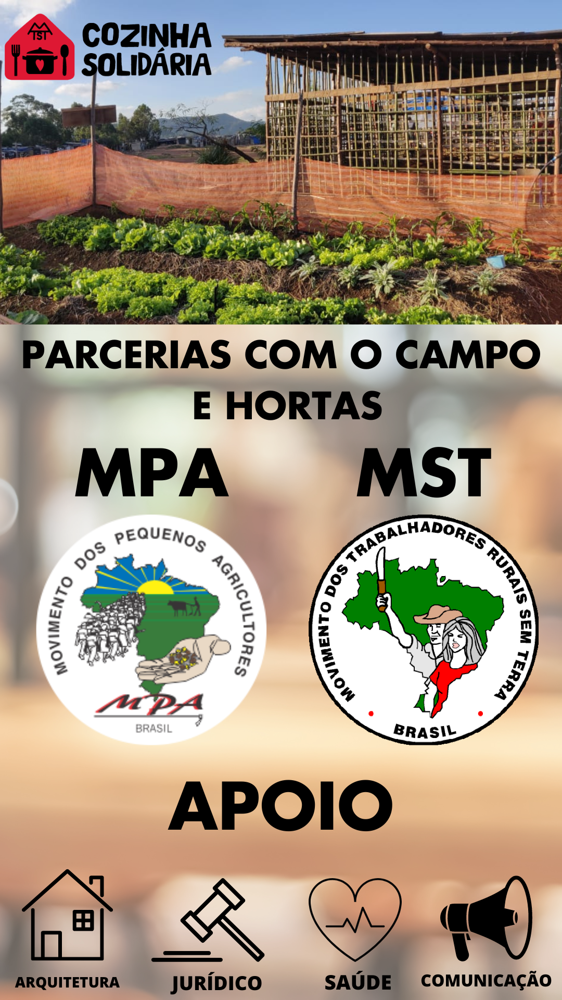 MTST
COZINHA
SOLIDÁRIA
PARCERIAS COM O CAMPO
E HORTAS
MPA
MST
MOVIMENTO DOS PEQUENOS AGRICULTORES
MPA
BRASIL
MOVIMENTO DOS TRABALHADORES RURAIS SEM TERRA
BRASIL
APOIO
ARQUITETURA
JURÍDICO
SAÚDE
COMUNICAÇÃO